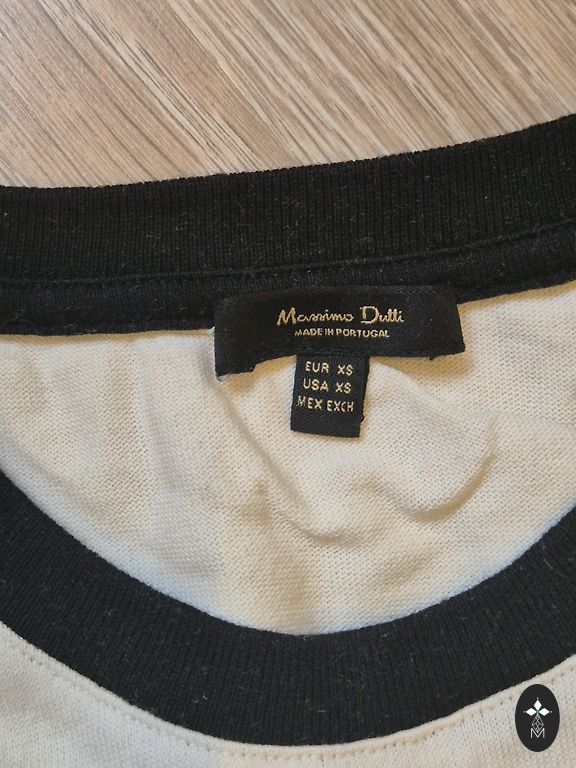 Massimo Dutti
MADE IN PORTUGAL
EUR XS
USA XS
MEX EXCH
M